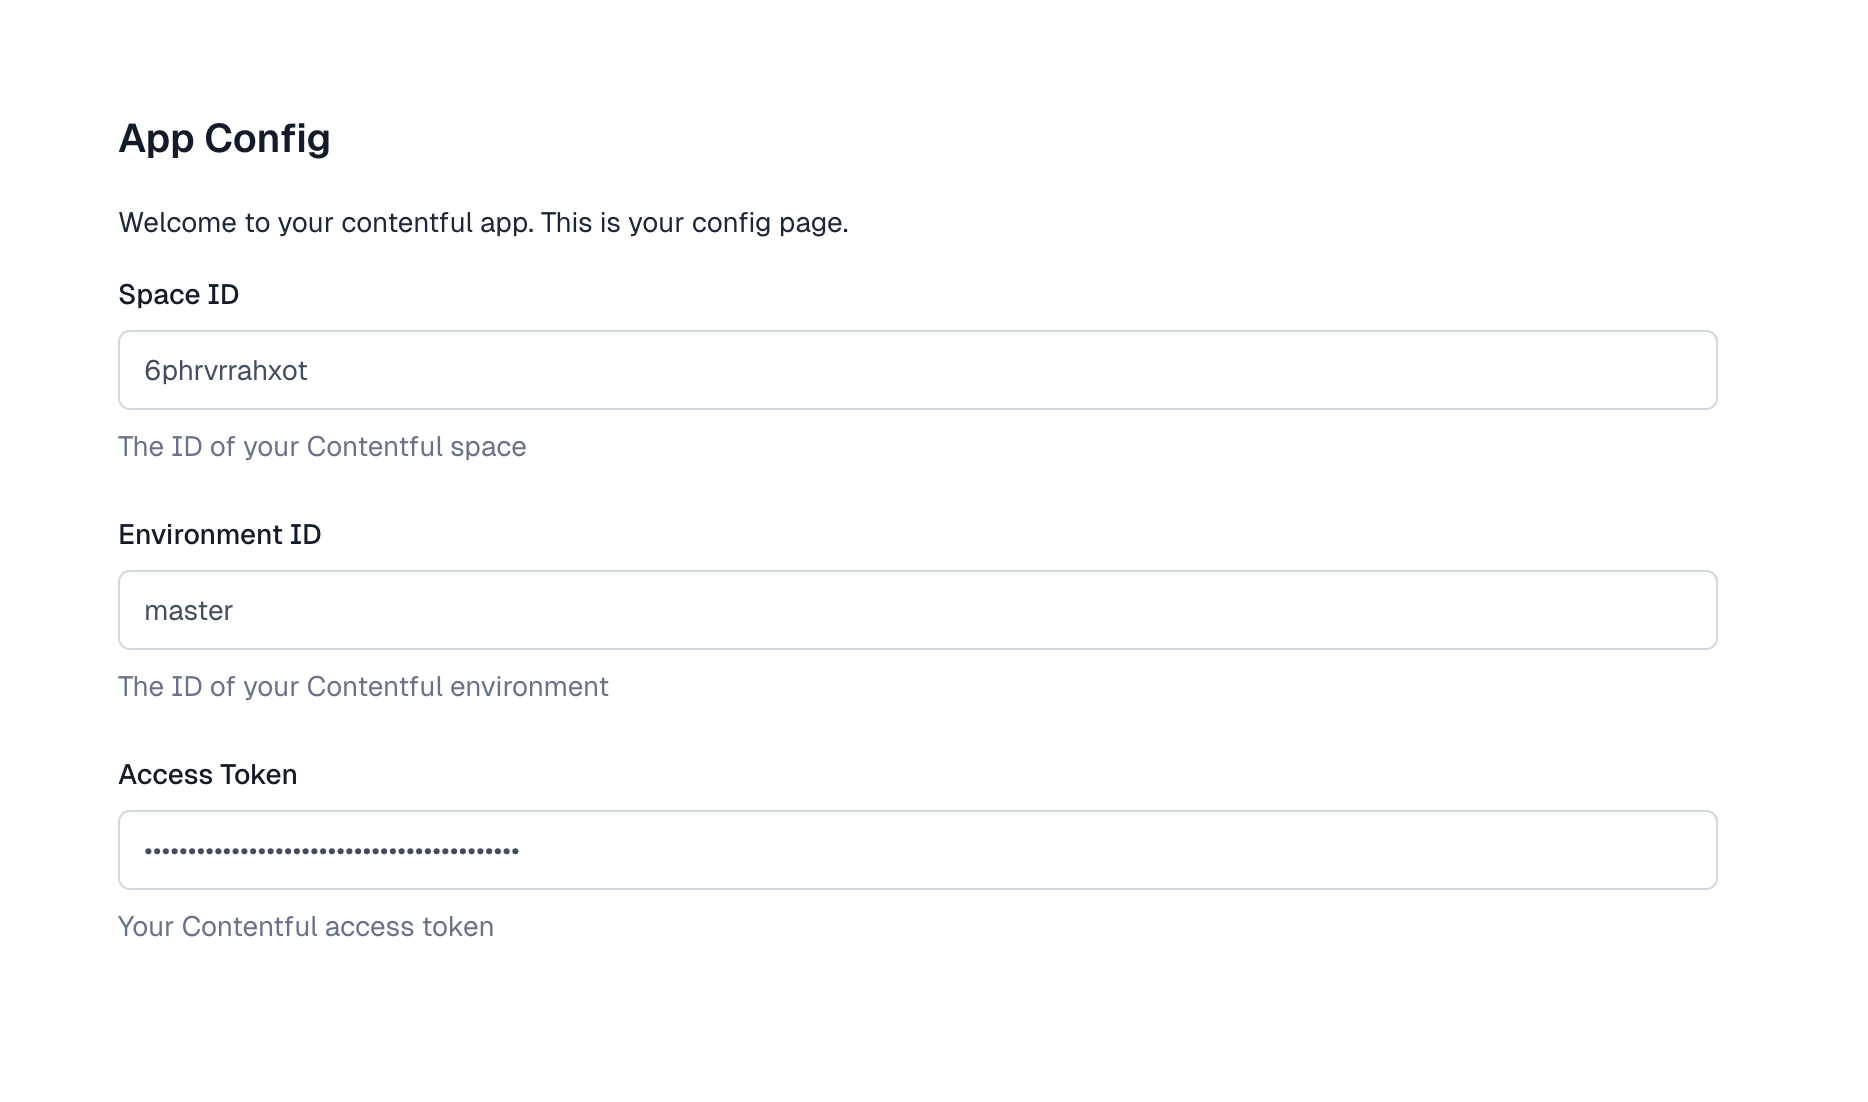 App Config
Welcome to your contentful app. This is your config page.
Space ID
6phrvrrahxot
The ID of your Contentful space
Environment ID
master
The ID of your Contentful environment
Access Token
•••••••••••••••••••••••••••••••••••••••••••
Your Contentful access token